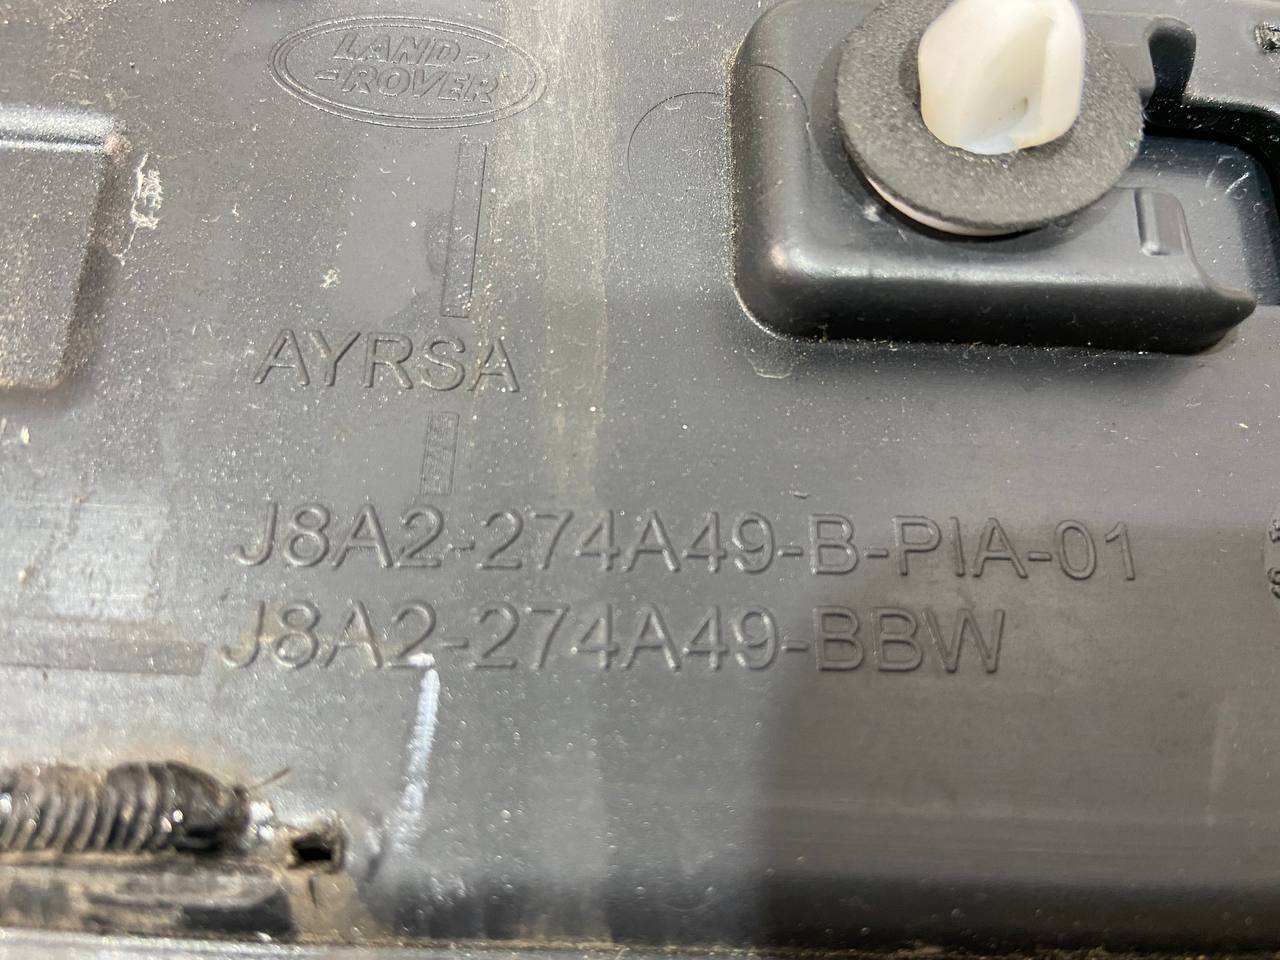 LAND-
-ROVER
AYRSA
J8A2-274A49-B-PIA-01
J8A2-274A49-BBW